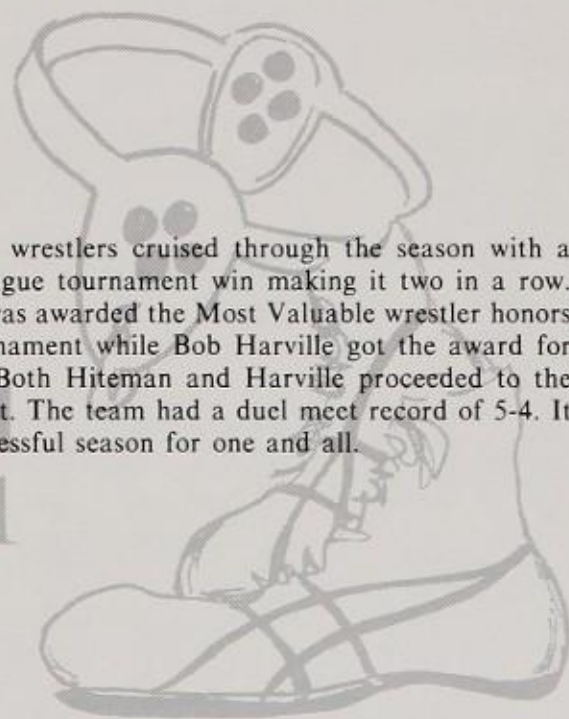 wrestlers cruised through the season with a
gue tournament win making it two in a row.
as awarded the Most Valuable wrestler honors
nament while Bob Harville got the award for
Both Hiteman and Harville proceeded to the
t. The team had a duel meet record of 5-4. It
essful season for one and all.